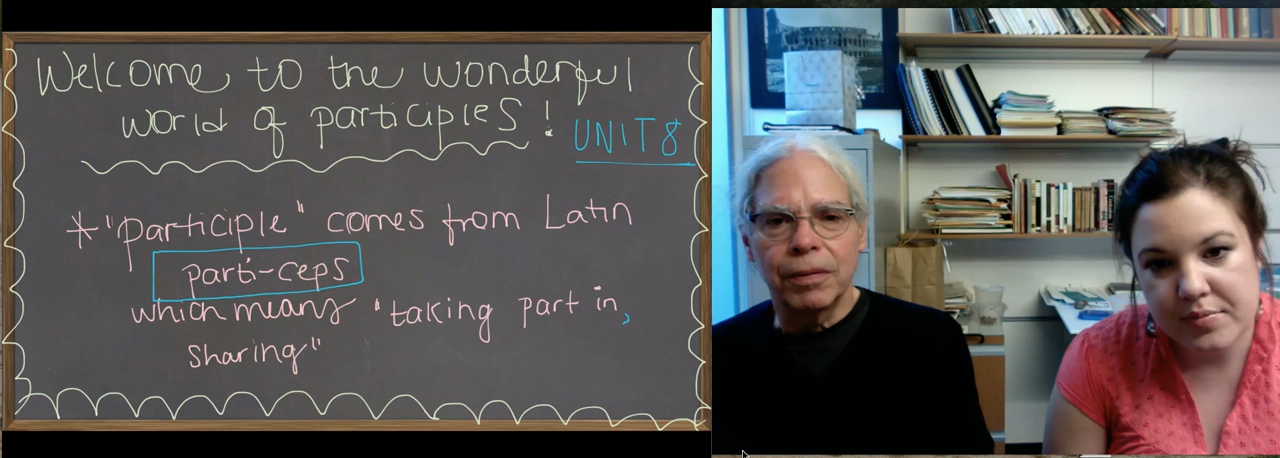 Welcome to the wonderful
world of participles!
UNIT 8
*"participle" comes from Latin
parti-ceps
which means "taking part in,
sharing"